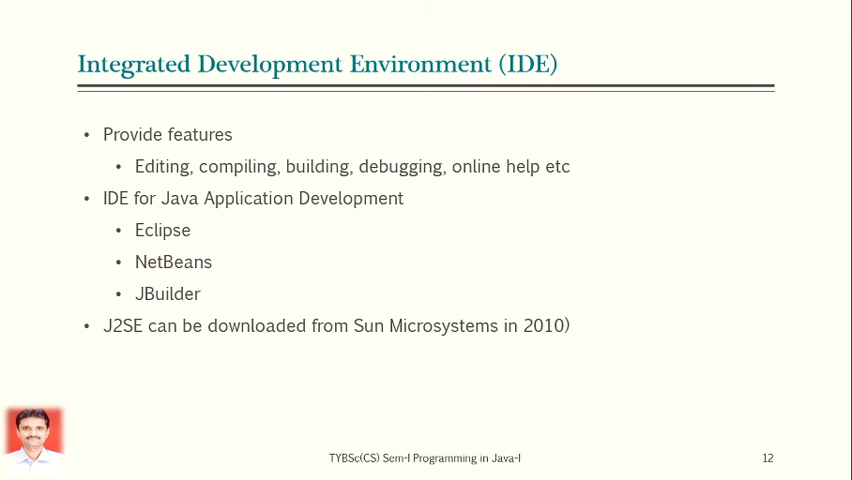 Integrated Development Environment (IDE)
• Provide features
• Editing, compiling, building, debugging, online help etc
• IDE for Java Application Development
• Eclipse
• NetBeans
• JBuilder
• J2SE can be downloaded from Sun Microsystems in 2010)
TYBSc(CS) Sem-I Programming in Java-I
12